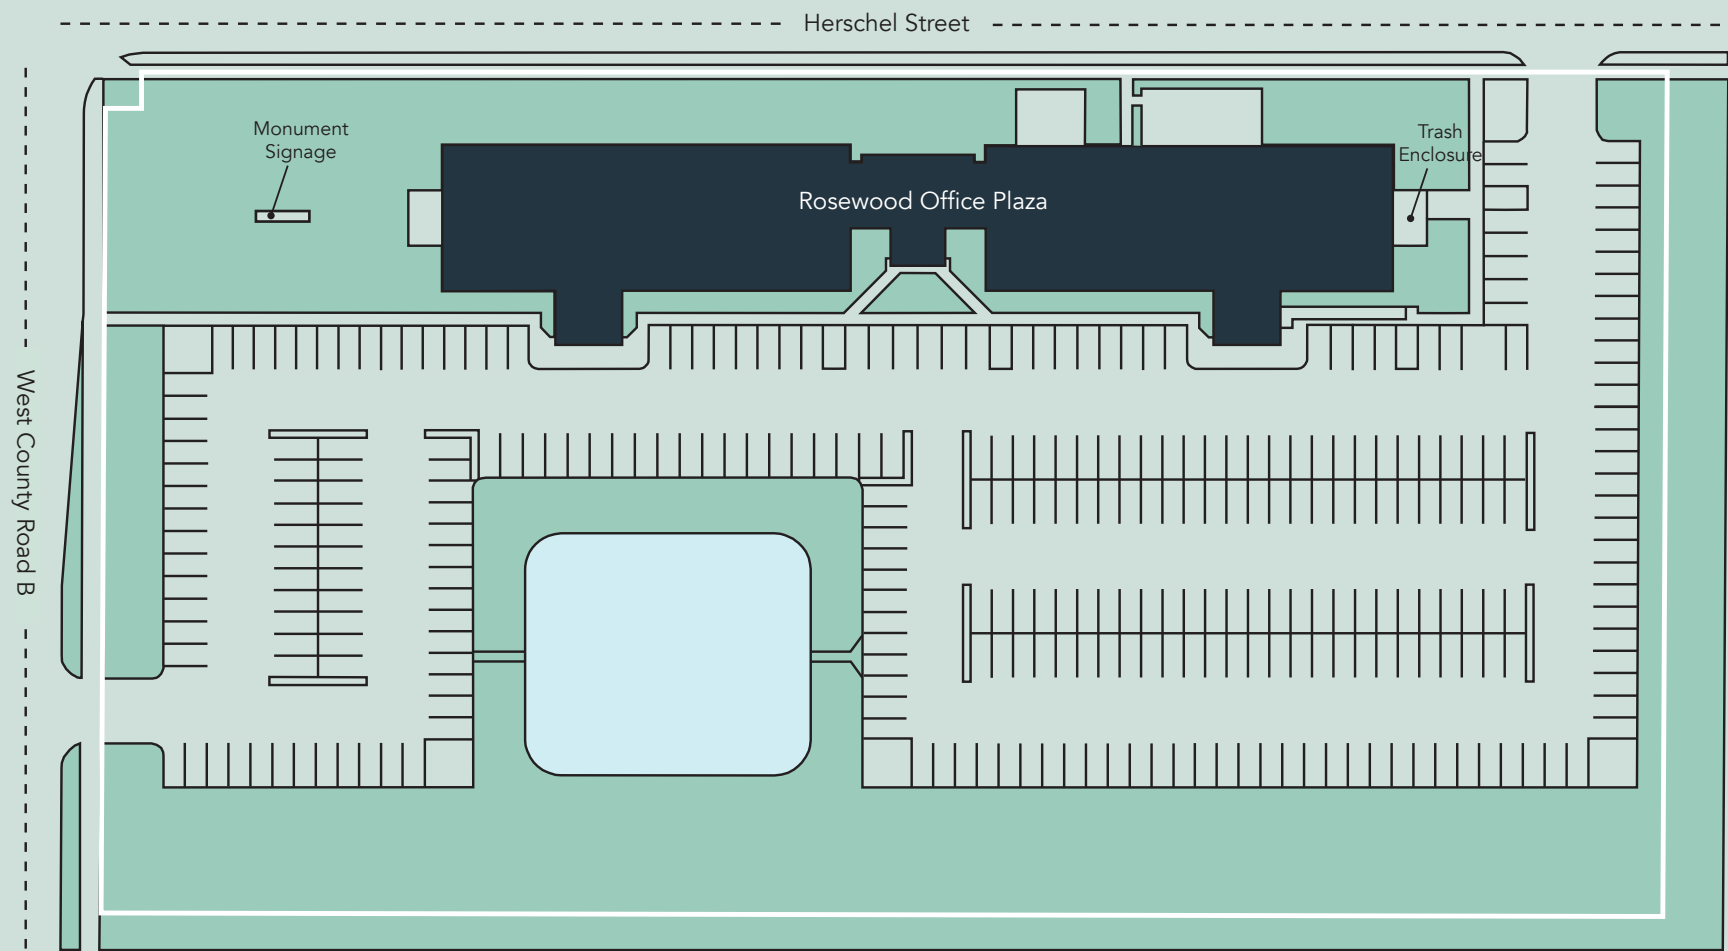 Herschel Street
Monument
Signage
Trash
Enclosure
Rosewood Office Plaza
West County Road B